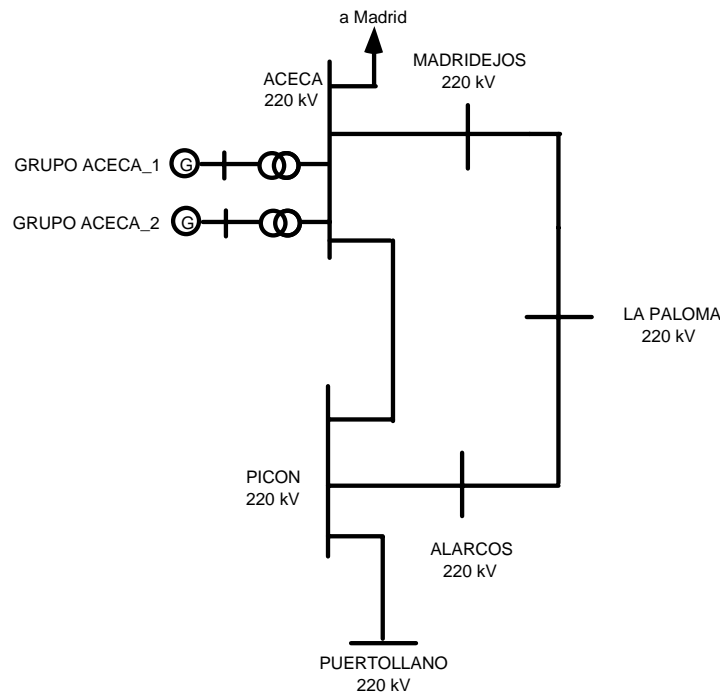 a Madrid
ACECA
220 kV
MADRIDEJOS
220 kV
GRUPO ACECA_1
G
GRUPO ACECA_2
G
LA PALOMA
220 kV
PICON
220 kV
ALARCOS
220 kV
PUERTOLLANO
220 kV